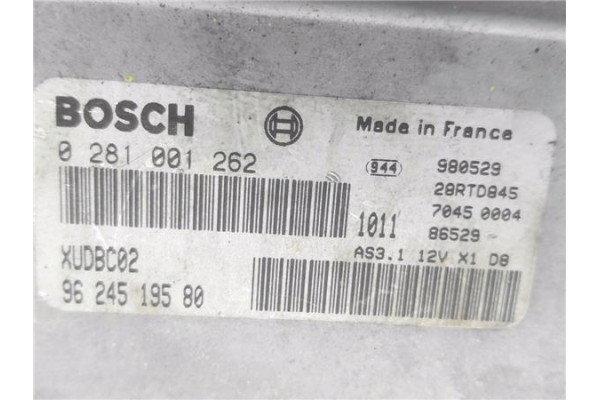 BOSCH
Made in France
0 281 001 262
944
980529
28RTD845
7045 0004
1011
86529-
XUDBC02
AS3.1 12V X1 D8
96 245 195 80